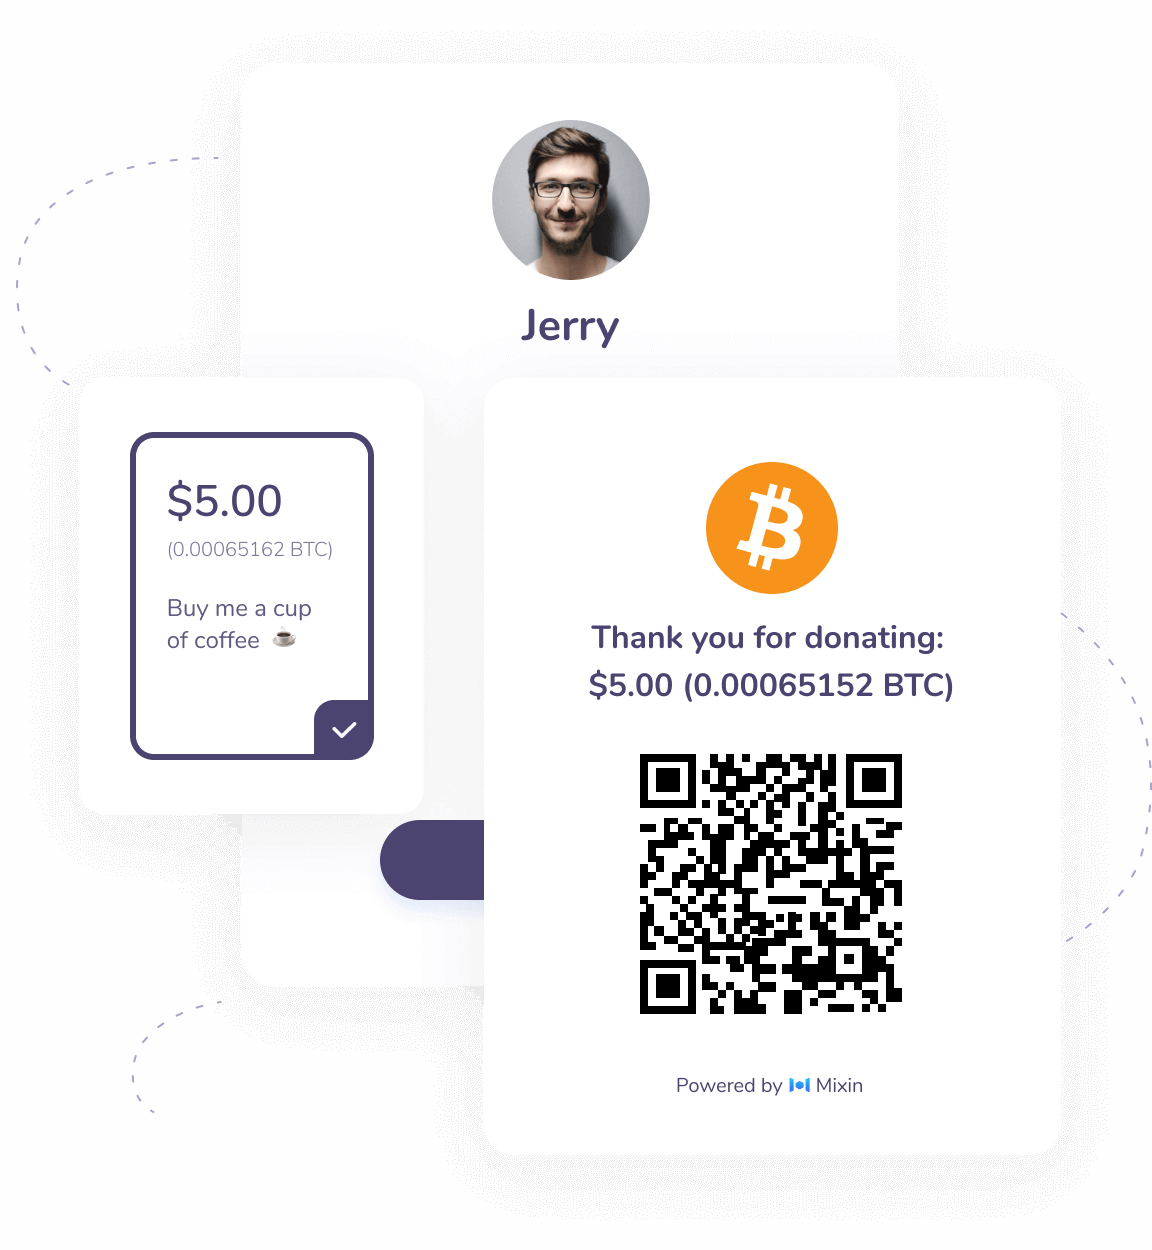 Jerry
$5.00
(0.00065162 BTC)
Buy me a cup
of coffee ☕
Thank you for donating:
$5.00 (0.00065152 BTC)
Powered by Mixin